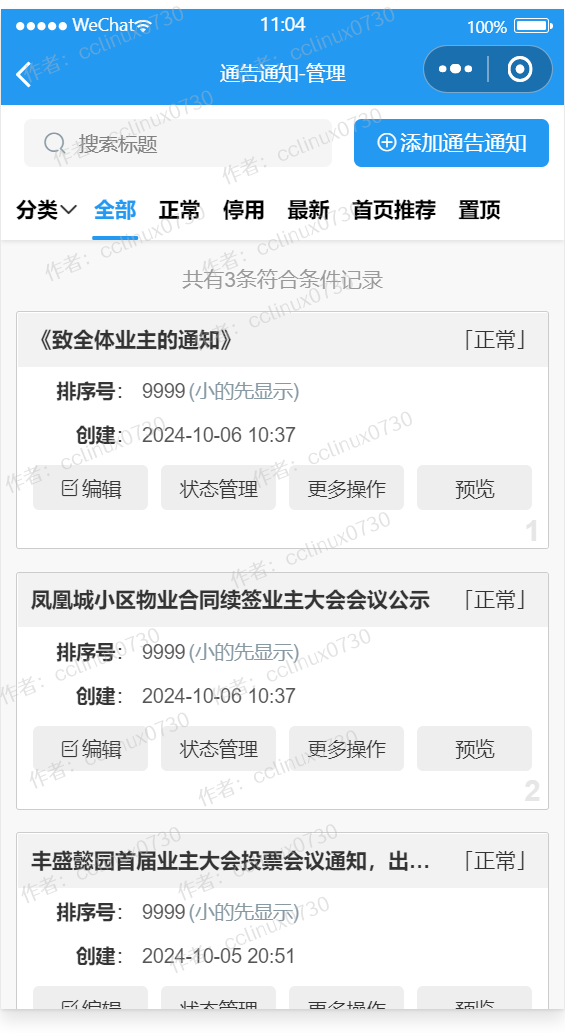 WeChat 11:04 100%
通告通知-管理
搜索标题 添加通告通知
分类 全部 正常 停用 最新 首页推荐 置顶
共有3条符合条件记录
《致全体业主的通知》 「正常」
排序号： 9999 (小的先显示)
创建： 2024-10-06 10:37
编辑 状态管理 更多操作 预览
1
凤凰城小区物业合同续签业主大会会议公示 「正常」
排序号： 9999 (小的先显示)
创建： 2024-10-06 10:37
编辑 状态管理 更多操作 预览
2
丰盛懿园首届业主大会投票会议通知，出... 「正常」
排序号： 9999 (小的先显示)
创建： 2024-10-05 20:51
编辑 状态管理 更多操作 预览
作者：cclinux0730